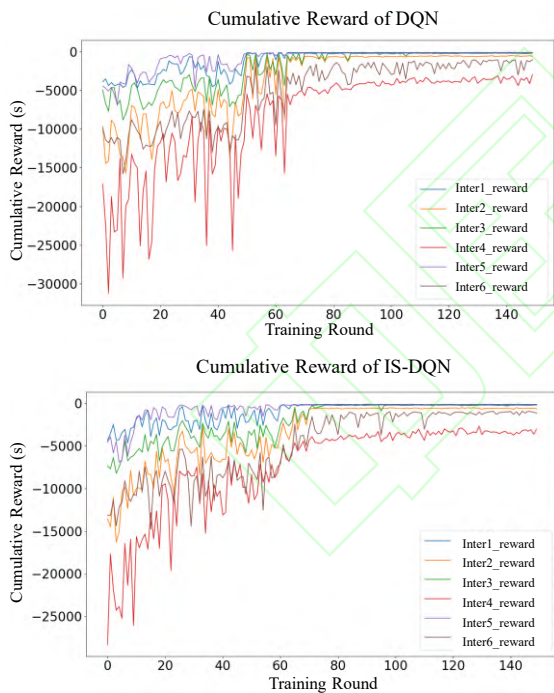 Cumulative Reward of DQN
Cumulative Reward (s)
0
−5000
−10000
−15000
−20000
−25000
−30000
Inter1_reward
Inter2_reward
Inter3_reward
Inter4_reward
Inter5_reward
Inter6_reward
0 20 40 60 80 100 120 140
Training Round
Cumulative Reward of IS-DQN
Cumulative Reward (s)
0
−5000
−10000
−15000
−20000
−25000
Inter1_reward
Inter2_reward
Inter3_reward
Inter4_reward
Inter5_reward
Inter6_reward
0 20 40 60 80 100 120 140
Training Round